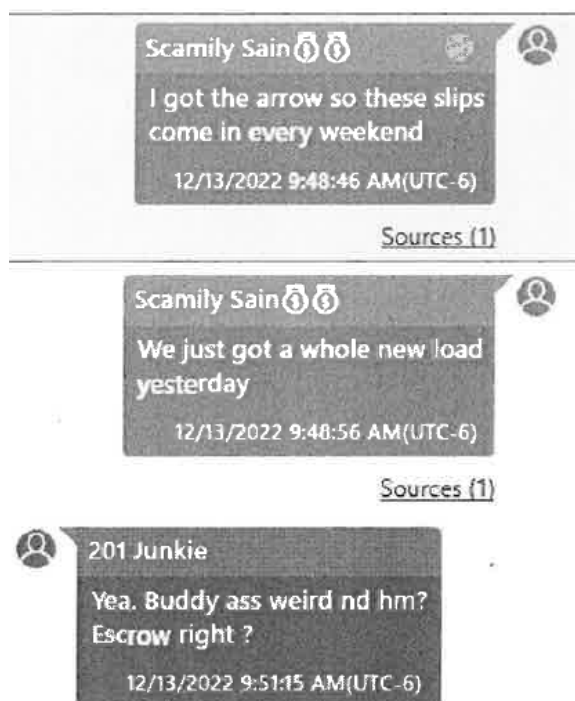 Scamily Sain💰💰
I got the arrow so these slips
come in every weekend
12/13/2022 9:48:46 AM(UTC-6)
Sources (1)
Scamily Sain💰💰
We just got a whole new load
yesterday
12/13/2022 9:48:56 AM(UTC-6)
Sources (1)
201 Junkie
Yea. Buddy ass weird nd hm?
Escrow right ?
12/13/2022 9:51:15 AM(UTC-6)